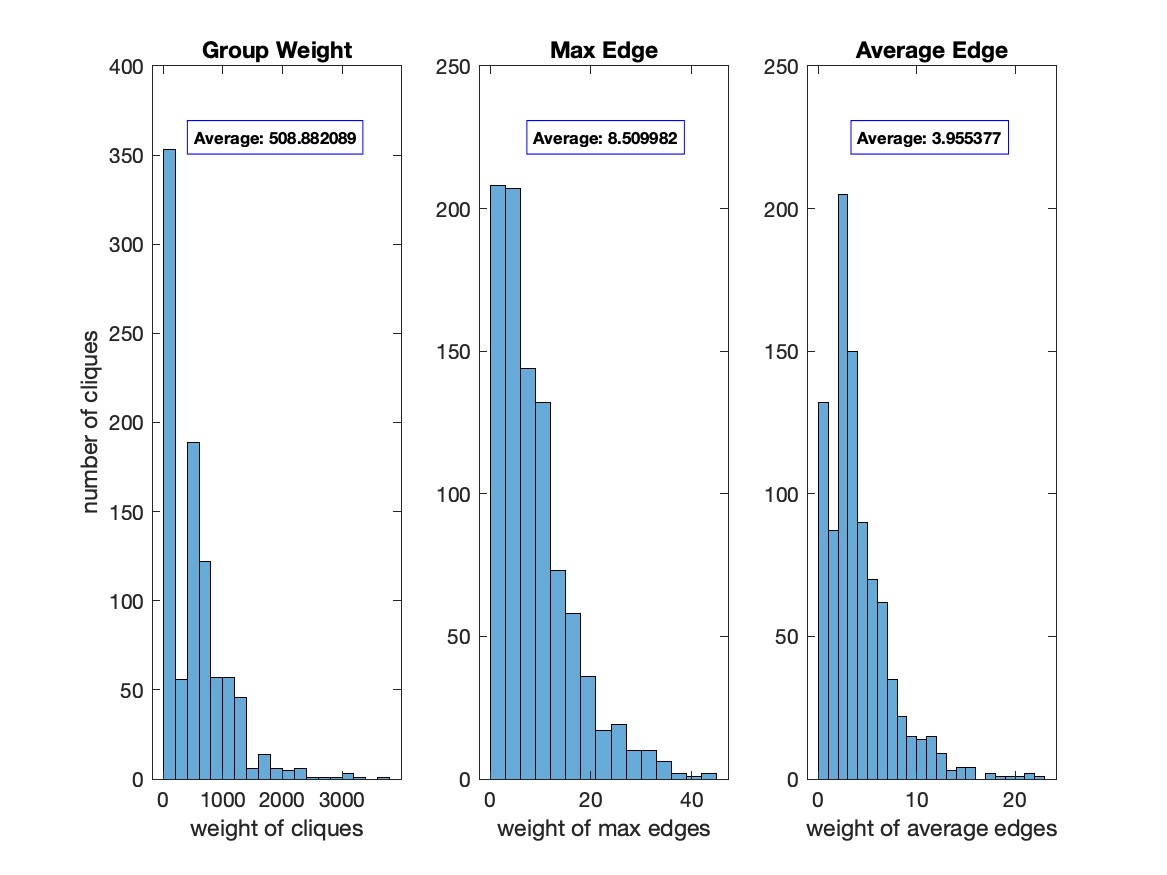 Group Weight
Max Edge
Average Edge
Average: 508.882089
Average: 8.509982
Average: 3.955377
number of cliques
400
350
300
250
200
150
100
50
0
250
200
150
100
50
0
250
200
150
100
50
0
0 1000 2000 3000
0 20 40
0 10 20
weight of cliques
weight of max edges
weight of average edges